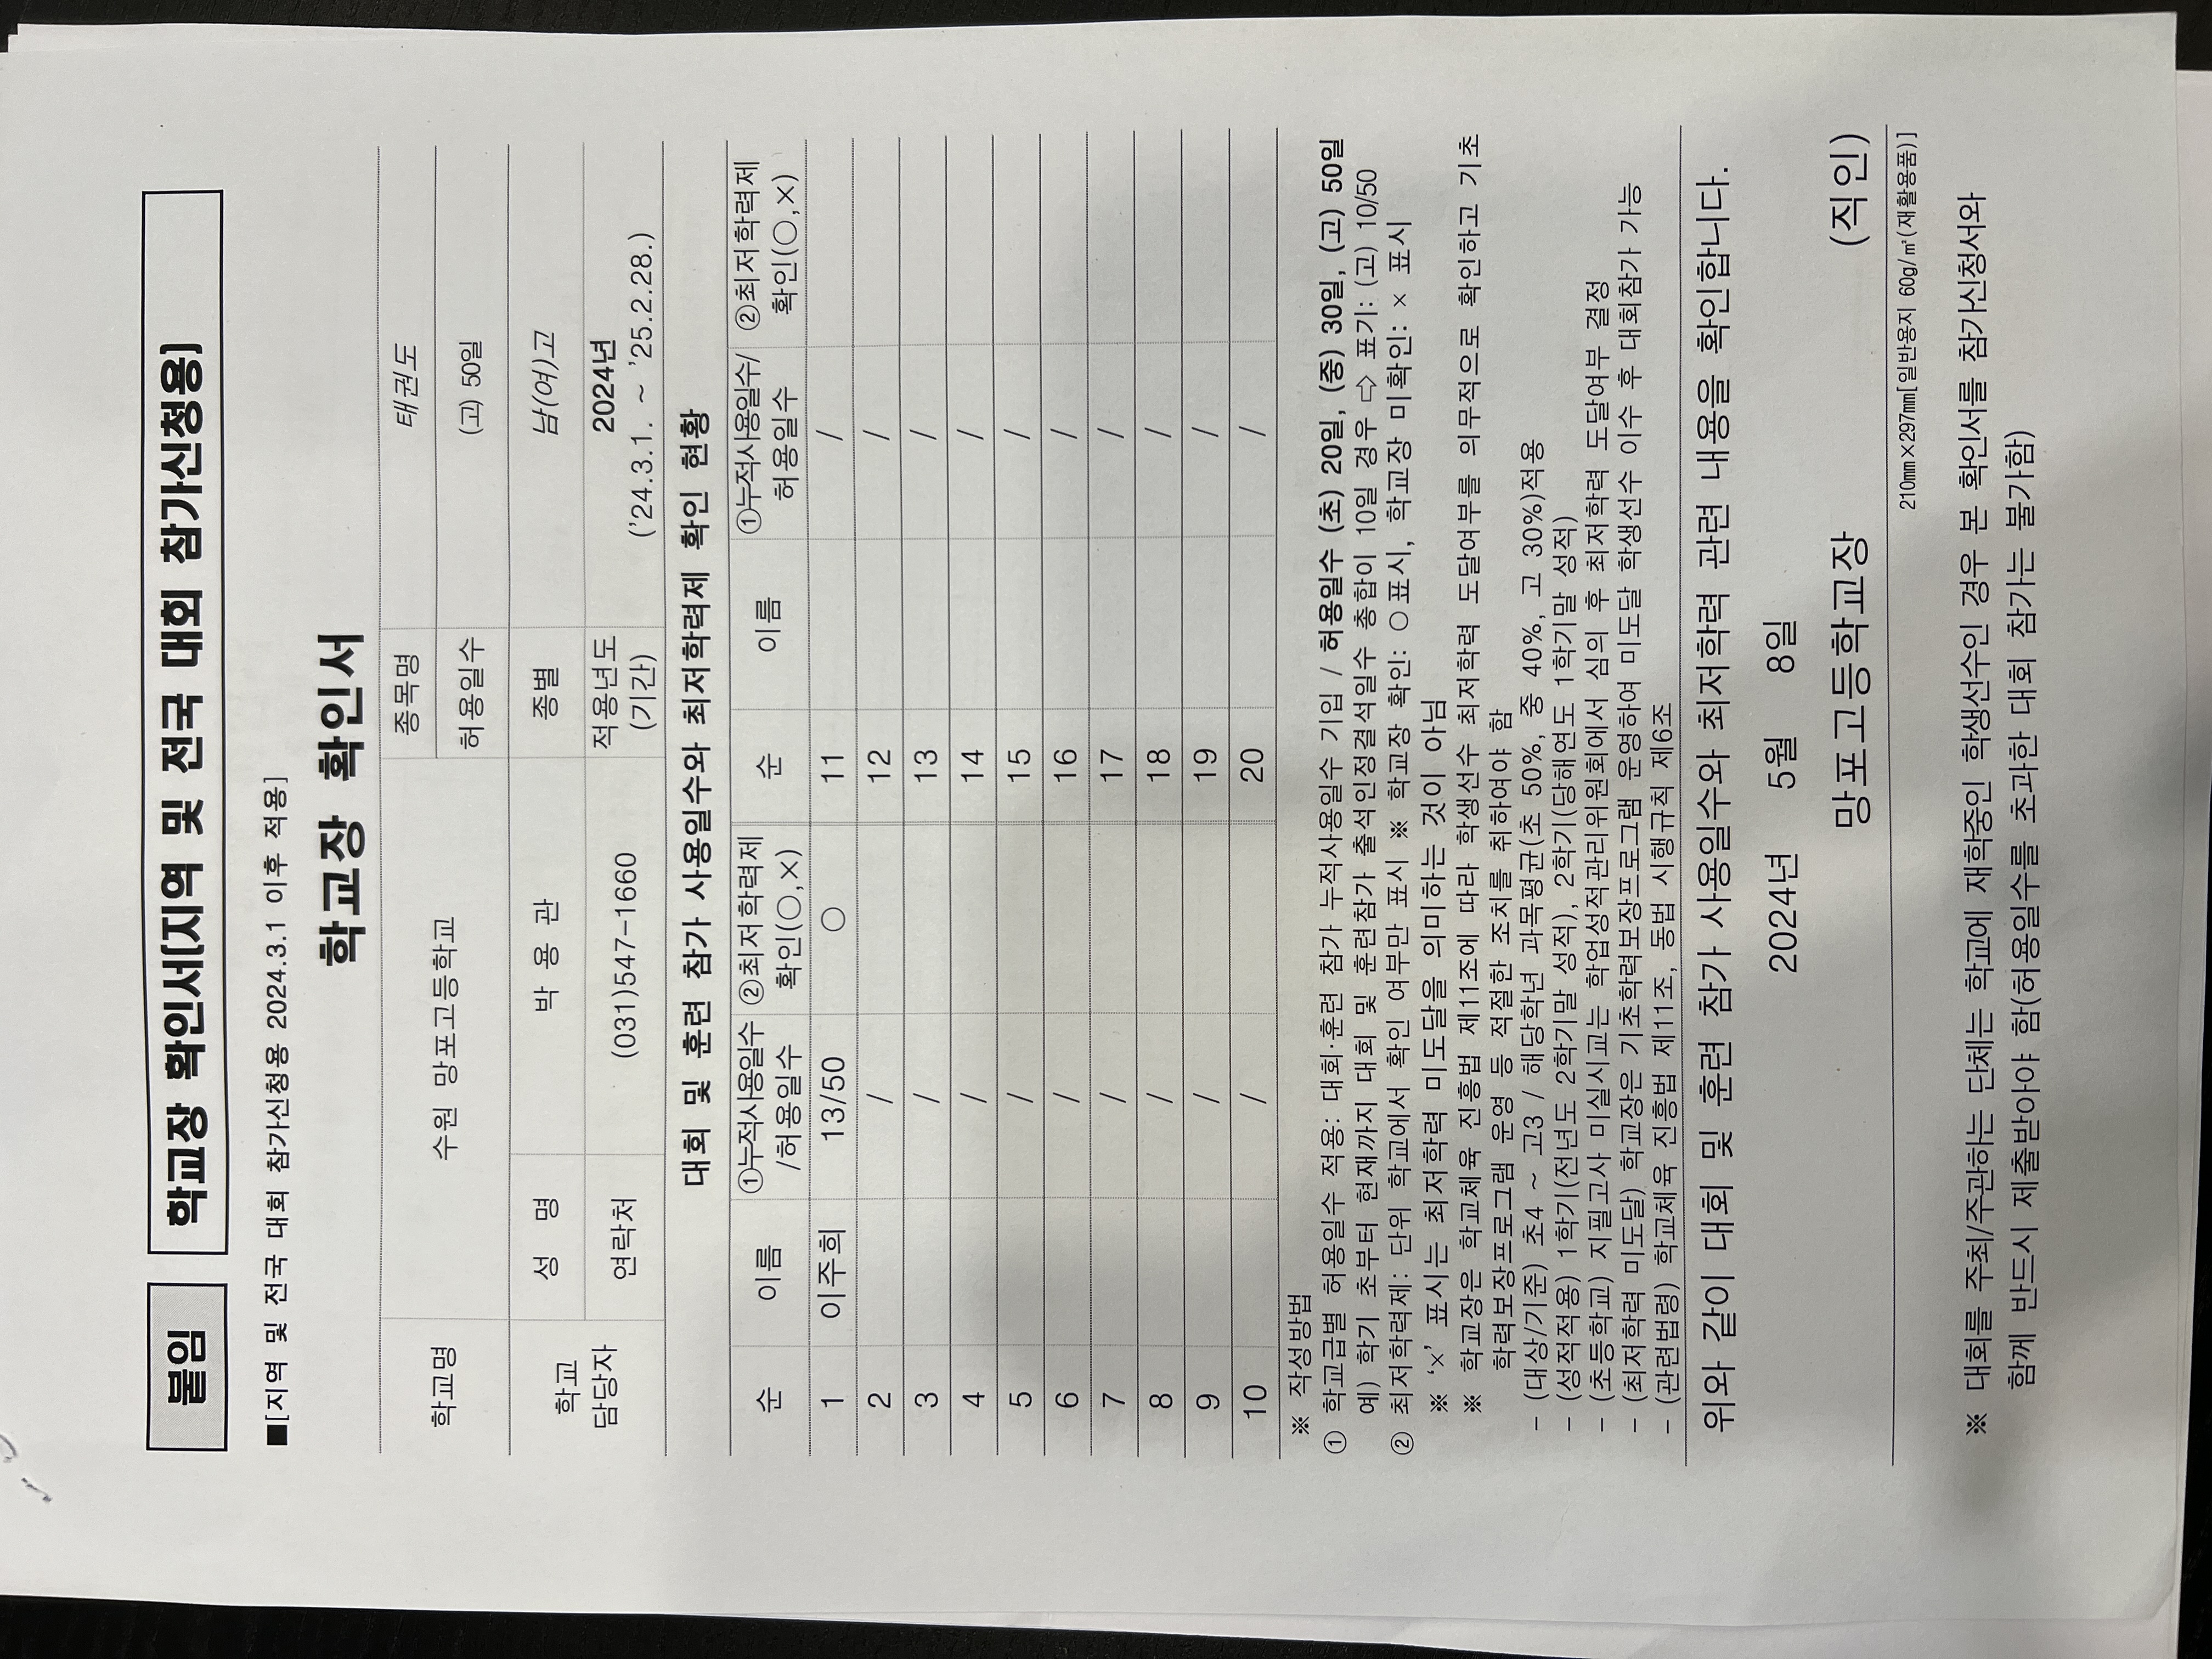 붙임 학교장 확인서(지역 및 전국 대회 참가신청용)
■[지역 및 전국 대회 참가신청용 2024.3.1 이후 적용]
학교장 확인서
학교명 수원 망포고등학교 종목명 태권도
허용일수 (고) 50일
학교 담당자 성 명 박 용 관 종별 남(여)고
연락처 (031)547-1660 적용년도 (기간) 2024년 ('24.3.1. ~ '25.2.28.)
대회 및 훈련 참가 사용일수와 최저학력제 확인 현황
순 이름 ①누적사용일수/허용일수 ②최저학력제 확인(○,×) 순 이름 ①누적사용일수/허용일수 ②최저학력제 확인(○,×)
1 이주희 13/50 ○ 11 /
2 / 12 /
3 / 13 /
4 / 14 /
5 / 15 /
6 / 16 /
7 / 17 /
8 / 18 /
9 / 19 /
10 / 20 /
※ 작성방법
① 학교급별 허용일수 적용: 대회·훈련 참가 누적사용일수 기입 / 허용일수 (초) 20일, (중) 30일, (고) 50일
예) 학기 초부터 현재까지 대회 및 훈련참가 출석인정결석일수 총합이 10일 경우 ⇨ 표기: (고) 10/50
② 최저학력제: 단위 학교에서 확인 여부만 표시 ※ 학교장 확인: ○표시, 학교장 미확인: × 표시
※ '×' 표시는 최저학력 미도달을 의미하는 것이 아님
※ 학교장은 학교체육 진흥법 제11조에 따라 학생선수 최저학력 도달여부를 의무적으로 확인하고 기초
학력보장프로그램 운영 등 적절한 조치를 취하여야 함
- (대상/기준) 초4 ~ 고3 / 해당학년 과목평균(초 50%, 중 40%, 고 30%)적용
- (성적적용) 1학기(전년도 2학기말 성적), 2학기(당해연도 1학기말 성적)
- (초등학교) 지필고사 미실시교는 학업성적관리위원회에서 심의 후 최저학력 도달여부 결정
- (최저학력 미도달) 학교장은 기초학력보장프로그램 운영하여 미도달 학생선수 이수 후 대회참가 가능
- (관련법령) 학교체육 진흥법 제11조, 동법 시행규칙 제6조
위와 같이 대회 및 훈련 참가 사용일수와 최저학력 관련 내용을 확인합니다.
2024년 5월 8일
망포고등학교장 (직인)
210㎜×297㎜[일반용지 60g/㎡(재활용품)]
※ 대회를 주최/주관하는 단체는 학교에 재학중인 학생선수인 경우 본 확인서를 참가신청서와
함께 반드시 제출받아야 함(허용일수를 초과한 대회 참가는 불가함)